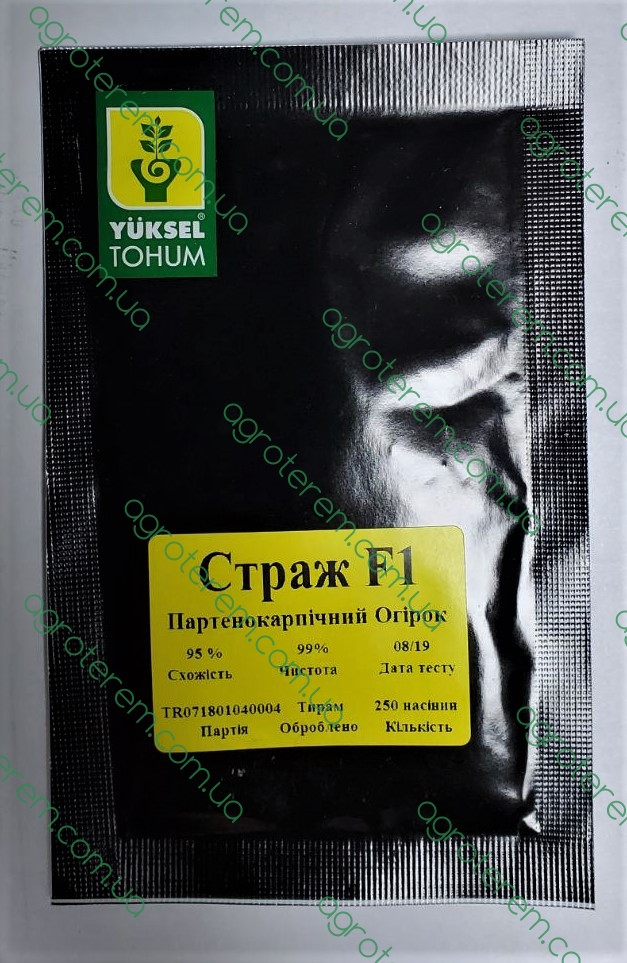 YÜKSEL®
TOHUM
Страж F1
Партенокарпічний Огірок
95 % 99% 08/19
Схожість Чистота Дата тесту
TR071801040004 Тирам 250 насінин
Партія Оброблено Кількість
agroterem.com.ua